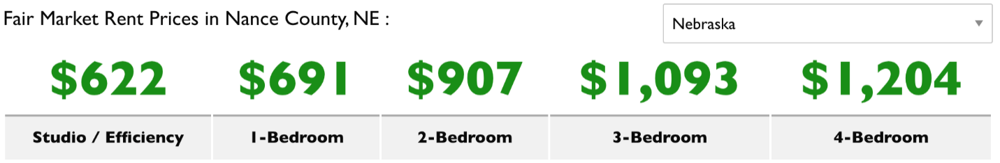 Fair Market Rent Prices in Nance County, NE :
Nebraska
$622 $691 $907 $1,093 $1,204
Studio / Efficiency 1-Bedroom 2-Bedroom 3-Bedroom 4-Bedroom